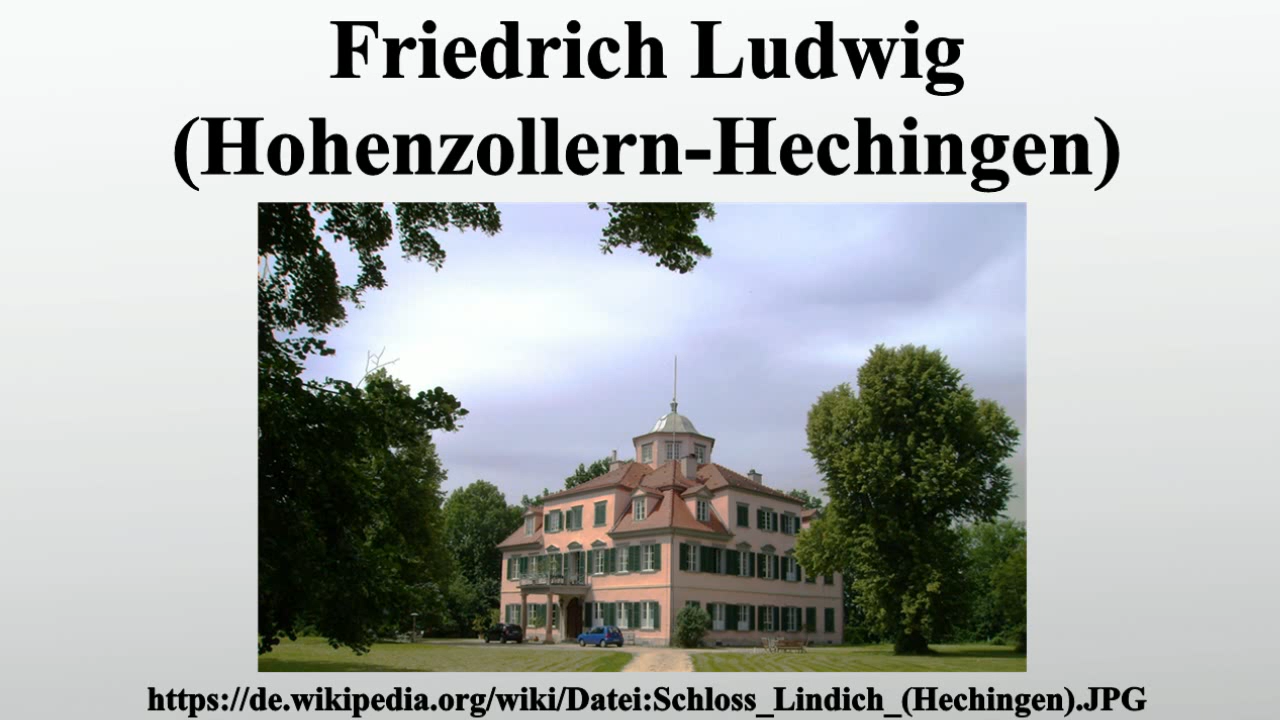 Friedrich Ludwig
(Hohenzollern-Hechingen)
https://de.wikipedia.org/wiki/Datei:Schloss_Lindich_(Hechingen).JPG